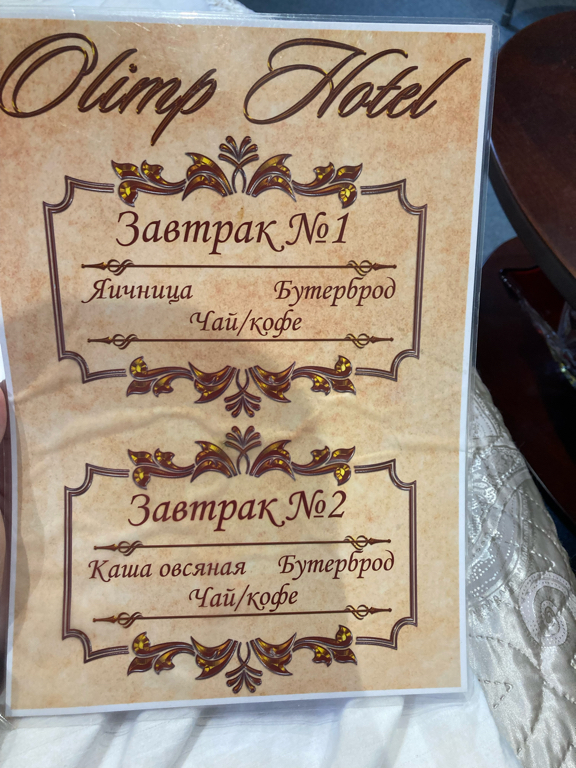 Olimp Hotel
Завтрак №1
Яичница Бутерброд
Чай/кофе
Завтрак №2
Каша овсяная Бутерброд
Чай/кофе